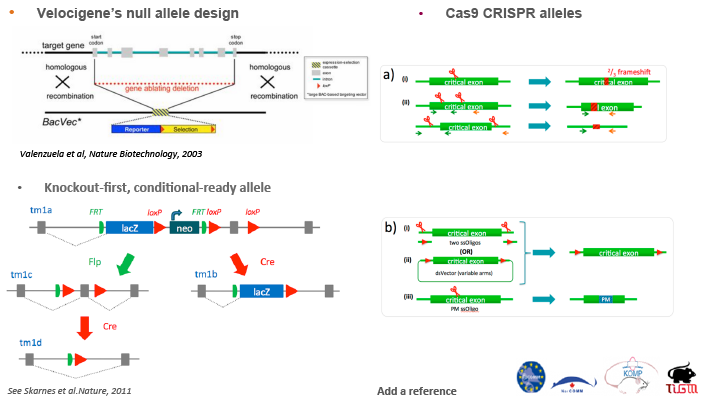 • Velocigene’s null allele design
start codon
stop codon
target gene
homologous
recombination
gene ablating deletion
homologous
recombination
expression-selection cassette
exon
intron
loxP
*large BAC-based targeting vector
BacVec*
Reporter
Selection
Valenzuela et al, Nature Biotechnology, 2003
• Knockout-first, conditional-ready allele
tm1a
FRT
loxP
FRT
loxP
loxP
lacZ
neo
Flp
Cre
tm1c
tm1b
lacZ
Cre
tm1d
See Skarnes et al.Nature, 2011
• Cas9 CRISPR alleles
a)
(i)
critical exon
2/3 frameshift
(ii)
critical exon
exon
critical exon
b)
(i)
critical exon
two ssOligos
(OR)
(ii)
critical exon
dsVector (variable arms)
critical exon
(iii)
critical exon
PM ssOligo
PM
Add a reference
KOMP
TIGM